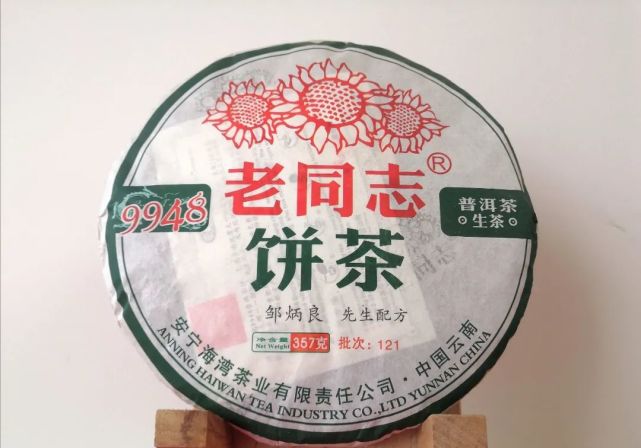 老同志®
9948
普洱茶
生茶
饼茶
邹炳良 先生配方
净含量
Net Weight
357克
批次：121
安宁海湾茶业有限责任公司·中国云南
ANNING HAIWAN TEA INDUSTRY CO.,LTD YUNNAN CHINA